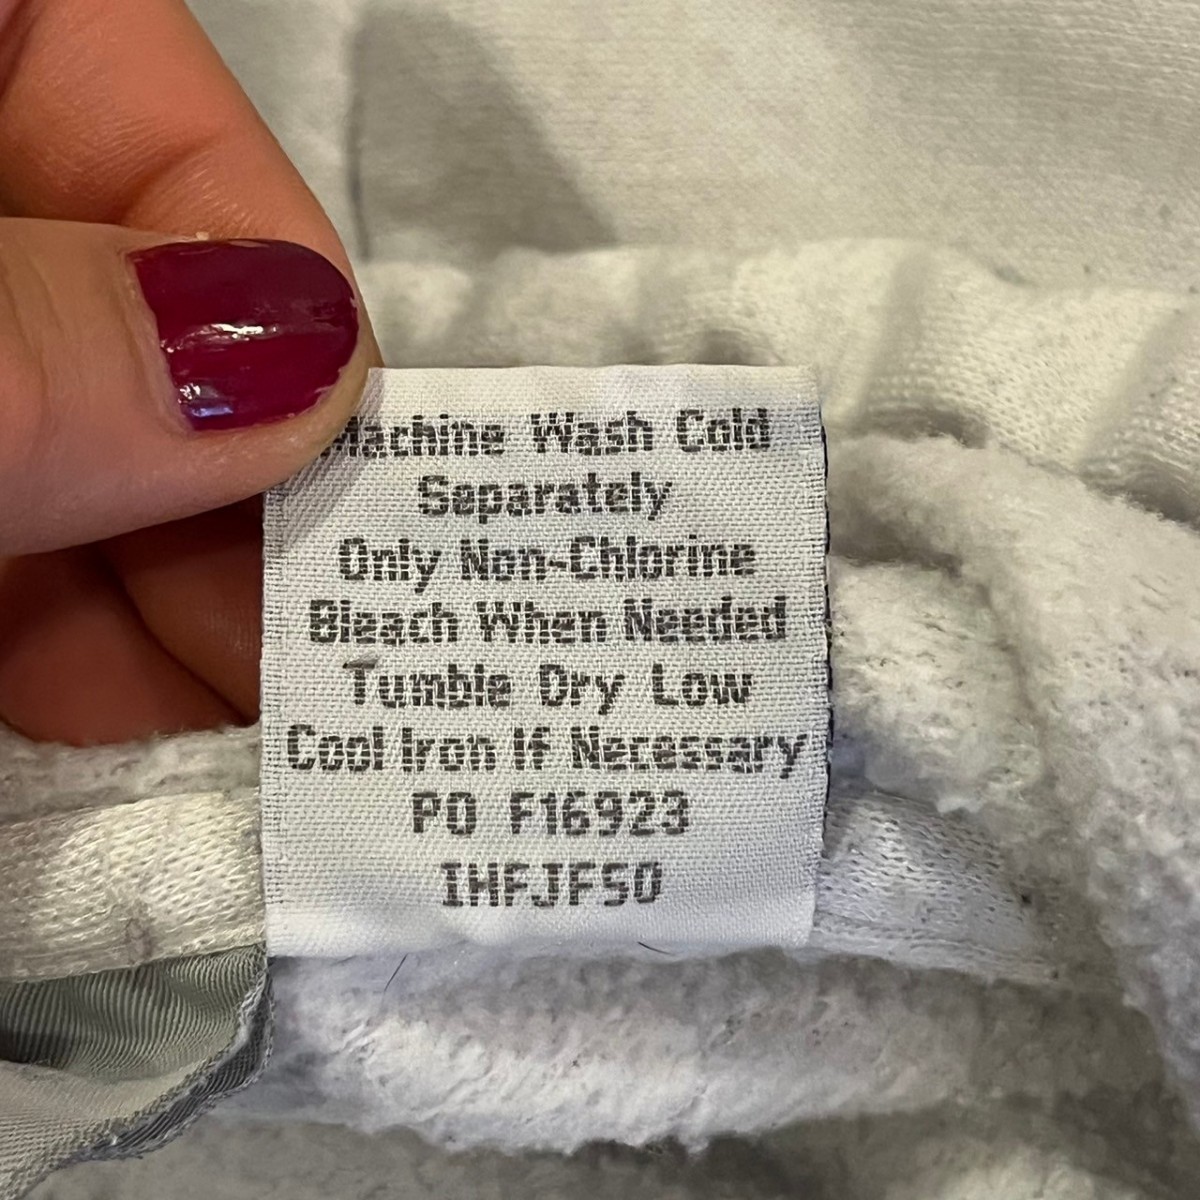 Machine Wash Cold
Separately
Only Non-Chlorine
Bleach When Needed
Tumble Dry Low
Cool Iron If Necessary
PO F16923
IHFJFS0